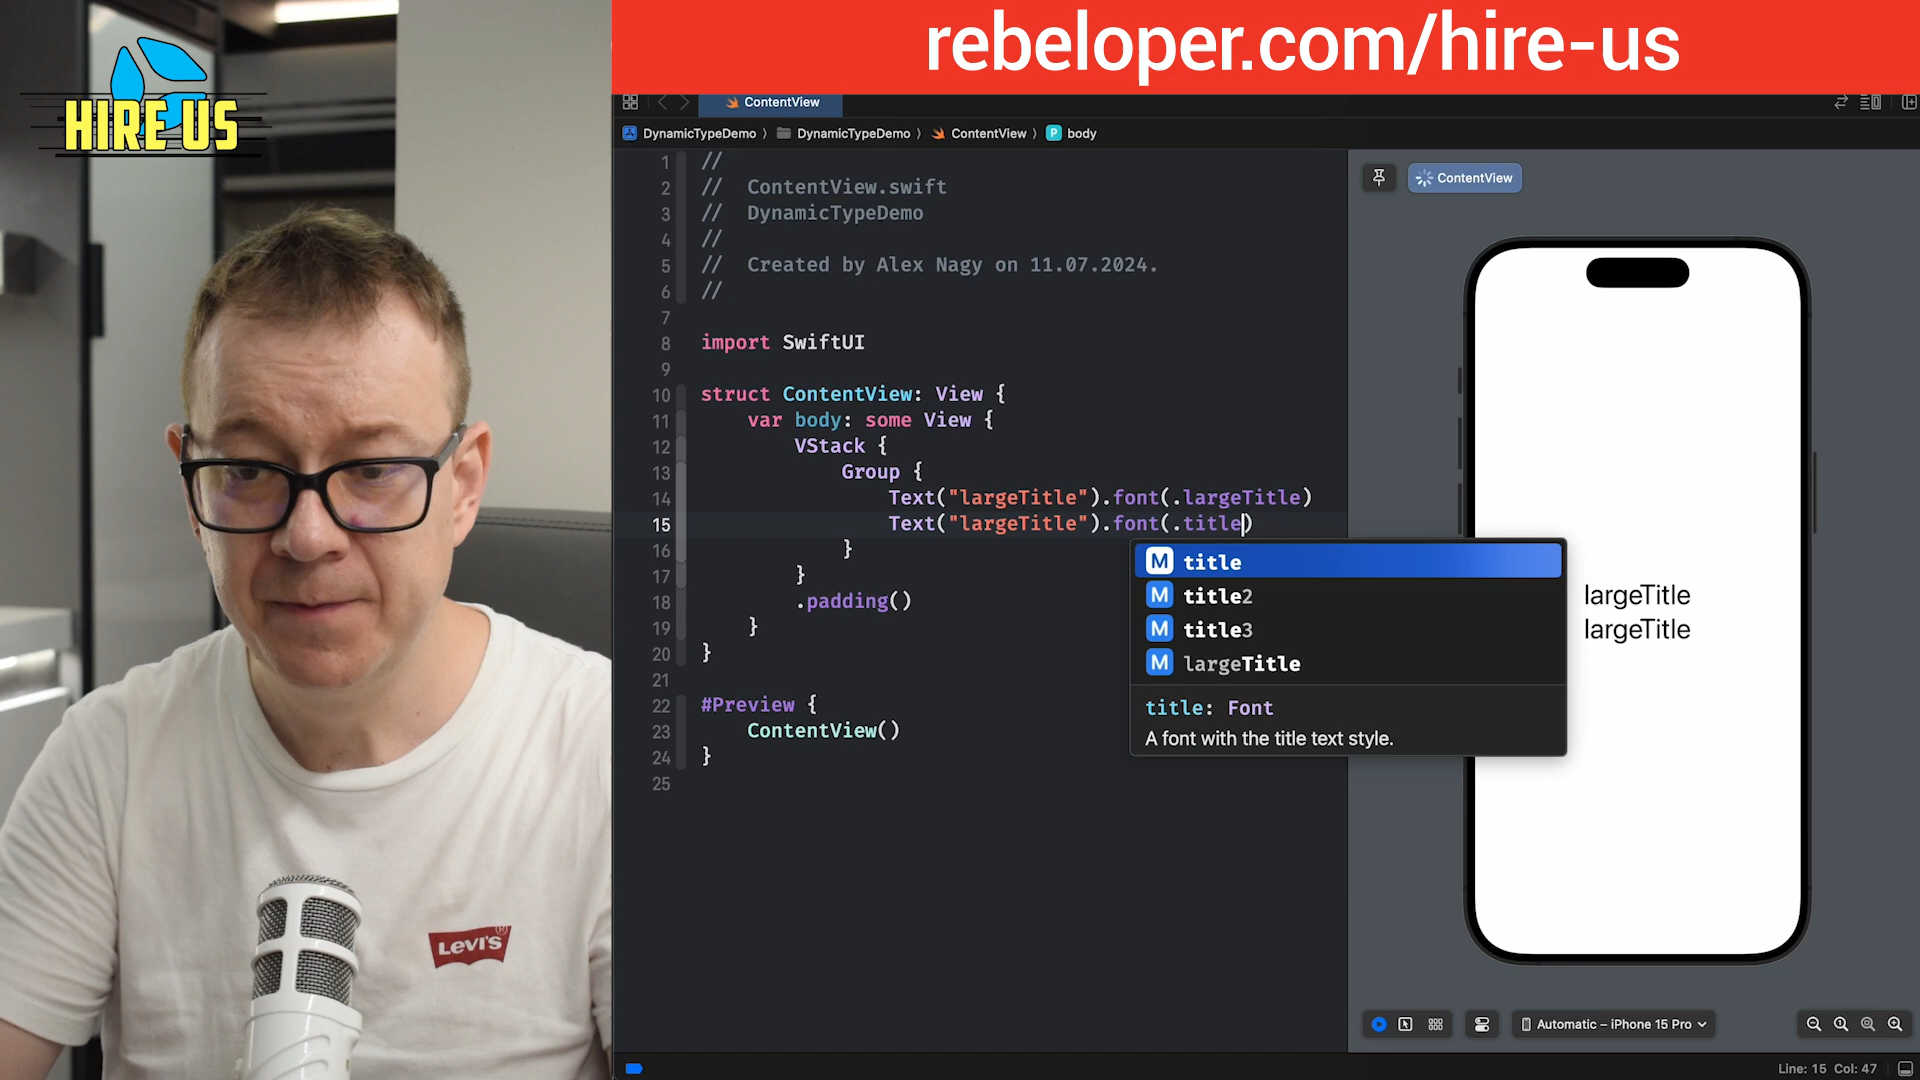 rebeloper.com/hire-us
HIRE US
ContentView
DynamicTypeDemo
DynamicTypeDemo
ContentView
P
body
1
//
2
// ContentView.swift
3
// DynamicTypeDemo
4
//
5
// Created by Alex Nagy on 11.07.2024.
6
//
7
8
import SwiftUI
9
10
struct ContentView: View {
11
var body: some View {
12
VStack {
13
Group {
14
Text("largeTitle").font(.largeTitle)
15
Text("largeTitle").font(.title)
16
}
17
}
18
.padding()
19
}
20
}
21
22
#Preview {
23
ContentView()
24
}
25
M title
M title2
M title3
M largeTitle
title: Font
A font with the title text style.
ContentView
largeTitle
largeTitle
Automatic – iPhone 15 Pro
Line: 15 Col: 47
LEVI'S
®